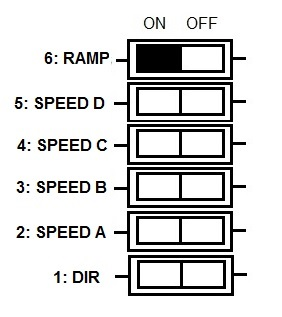 ON OFF
6: RAMP
5: SPEED D
4: SPEED C
3: SPEED B
2: SPEED A
1: DIR